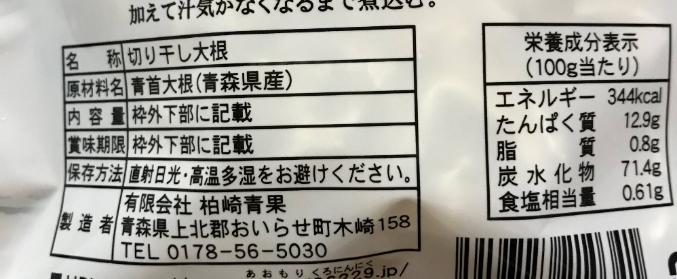 加えて汁気がなくなるまで煮込む。
名称 切り干し大根
原材料名 青首大根(青森県産)
内容量 枠外下部に記載
賞味期限 枠外下部に記載
保存方法 直射日光・高温多湿をお避けください。
製造者 有限会社 柏崎青果
青森県上北郡おいらせ町木崎158
TEL 0178-56-5030
あおもり くろにんにく
229.jp/
栄養成分表示
(100g当たり)
エネルギー 344kcal
たんぱく質 12.9g
脂質 0.8g
炭水化物 71.4g
食塩相当量 0.61g